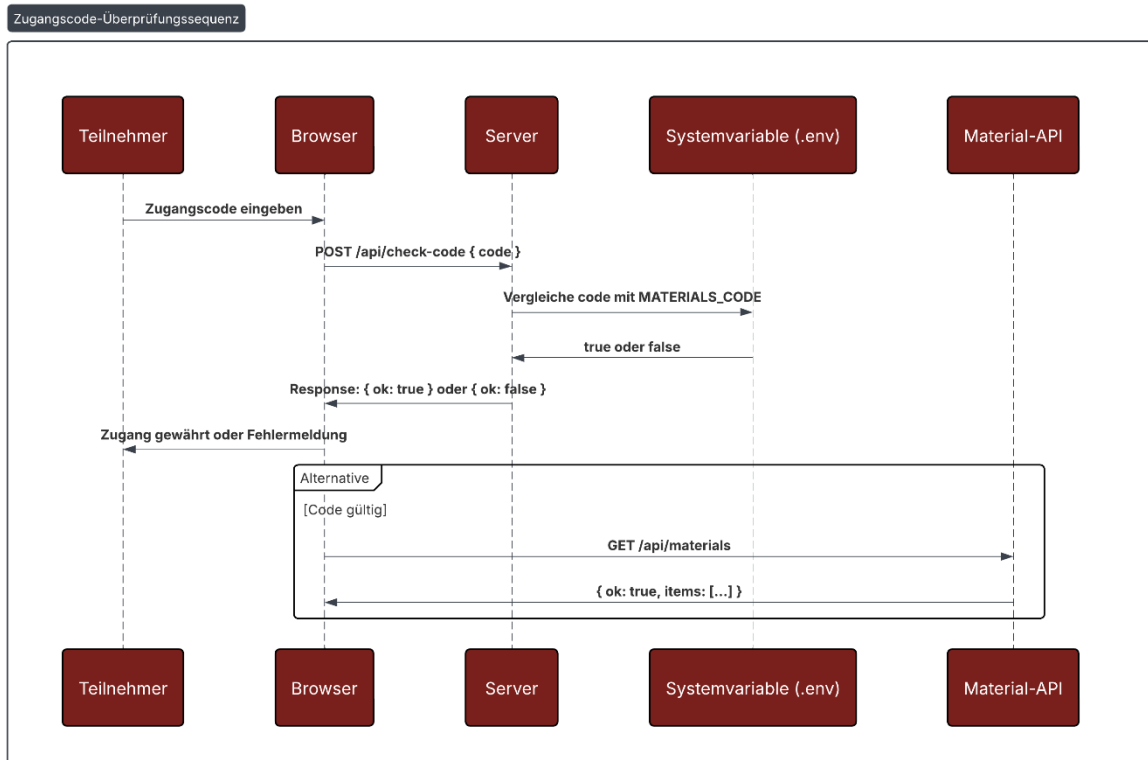 Zugangscode-Überprüfungssequenz
Teilnehmer
Browser
Server
Systemvariable (.env)
Material-API
Zugangscode eingeben
POST /api/check-code { code }
Vergleiche code mit MATERIALS_CODE
true oder false
Response: { ok: true } oder { ok: false }
Zugang gewährt oder Fehlermeldung
Alternative
[Code gültig]
GET /api/materials
{ ok: true, items: [...] }
Teilnehmer
Browser
Server
Systemvariable (.env)
Material-API